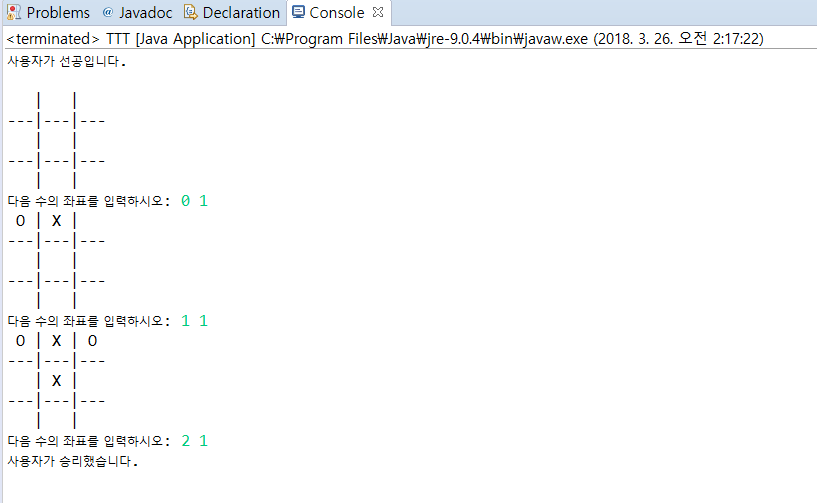 Problems @ Javadoc Declaration Console
<terminated> TTT [Java Application] C:₩Program Files₩Java₩jre-9.0.4₩bin₩javaw.exe (2018. 3. 26. 오전 2:17:22)
사용자가 선공입니다.
   |   |
---|---|---
   |   |
---|---|---
   |   |
다음 수의 좌표를 입력하시오: 0 1
 O | X |
---|---|---
   |   |
---|---|---
   |   |
다음 수의 좌표를 입력하시오: 1 1
 O | X | O
---|---|---
   | X |
---|---|---
   |   |
다음 수의 좌표를 입력하시오: 2 1
사용자가 승리했습니다.